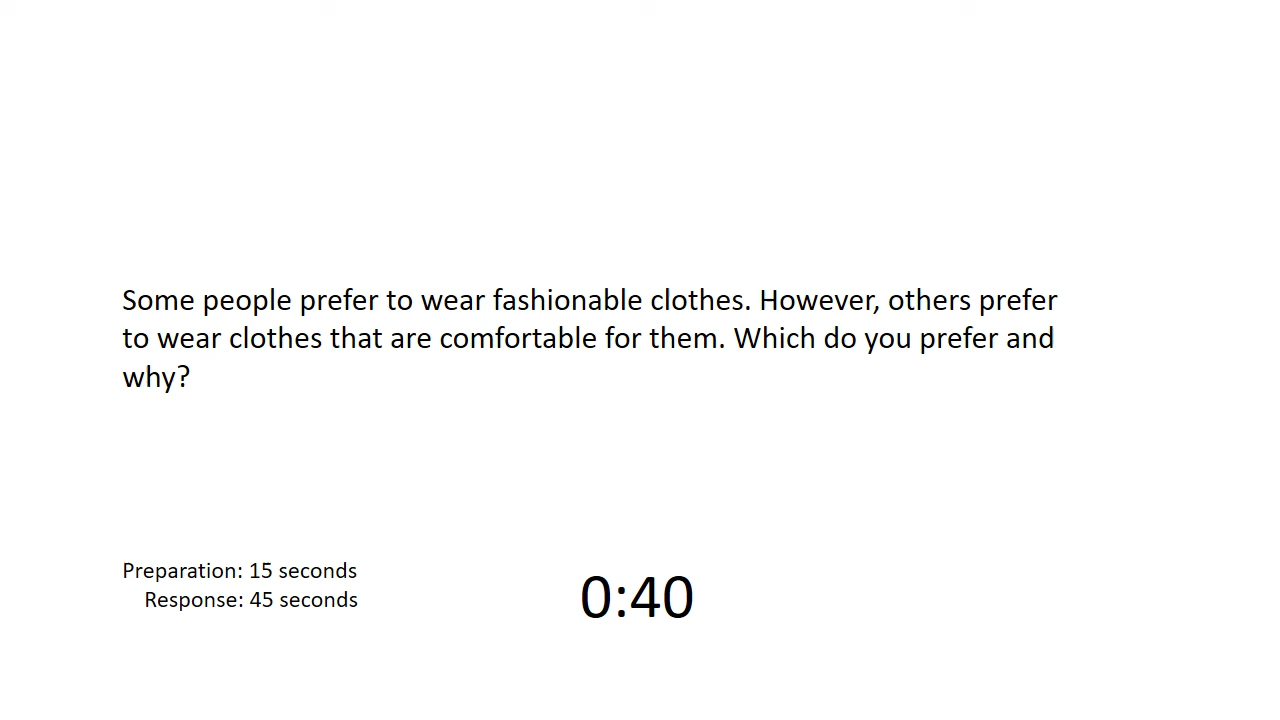 Some people prefer to wear fashionable clothes. However, others prefer
to wear clothes that are comfortable for them. Which do you prefer and
why?
Preparation: 15 seconds
Response: 45 seconds
0:40